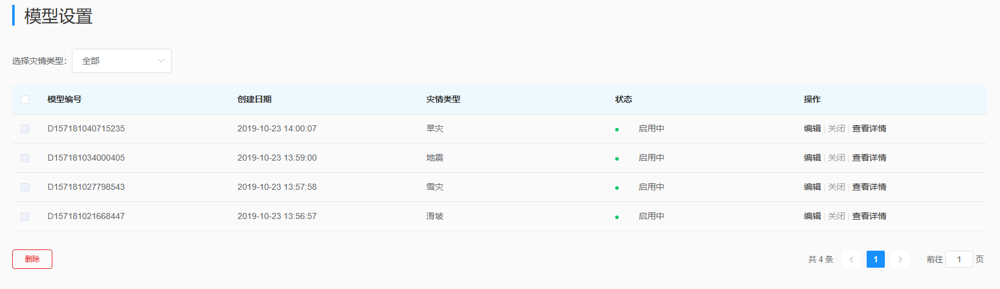 模型设置
选择灾情类型： 全部
模型编号 创建日期 灾情类型 状态 操作
D157181040715235 2019-10-23 14:00:07 旱灾 启用中 编辑 | 关闭 | 查看详情
D157181034000405 2019-10-23 13:59:00 地震 启用中 编辑 | 关闭 | 查看详情
D157181027798543 2019-10-23 13:57:58 雪灾 启用中 编辑 | 关闭 | 查看详情
D157181021668447 2019-10-23 13:56:57 滑坡 启用中 编辑 | 关闭 | 查看详情
删除 共 4 条 < 1 > 前往 1 页